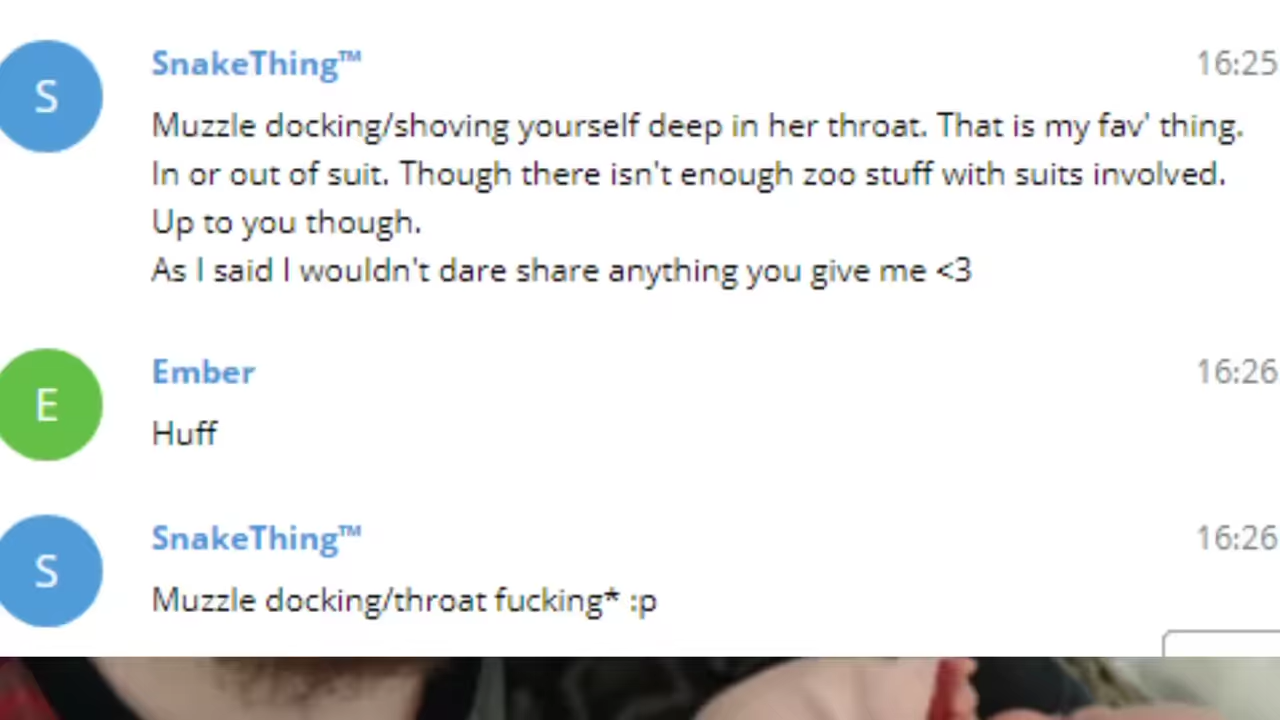 S
SnakeThing™ 16:25
Muzzle docking/shoving yourself deep in her throat. That is my fav' thing.
In or out of suit. Though there isn't enough zoo stuff with suits involved.
Up to you though.
As I said I wouldn't dare share anything you give me <3
E
Ember 16:26
Huff
S
SnakeThing™ 16:26
Muzzle docking/throat fucking* :p